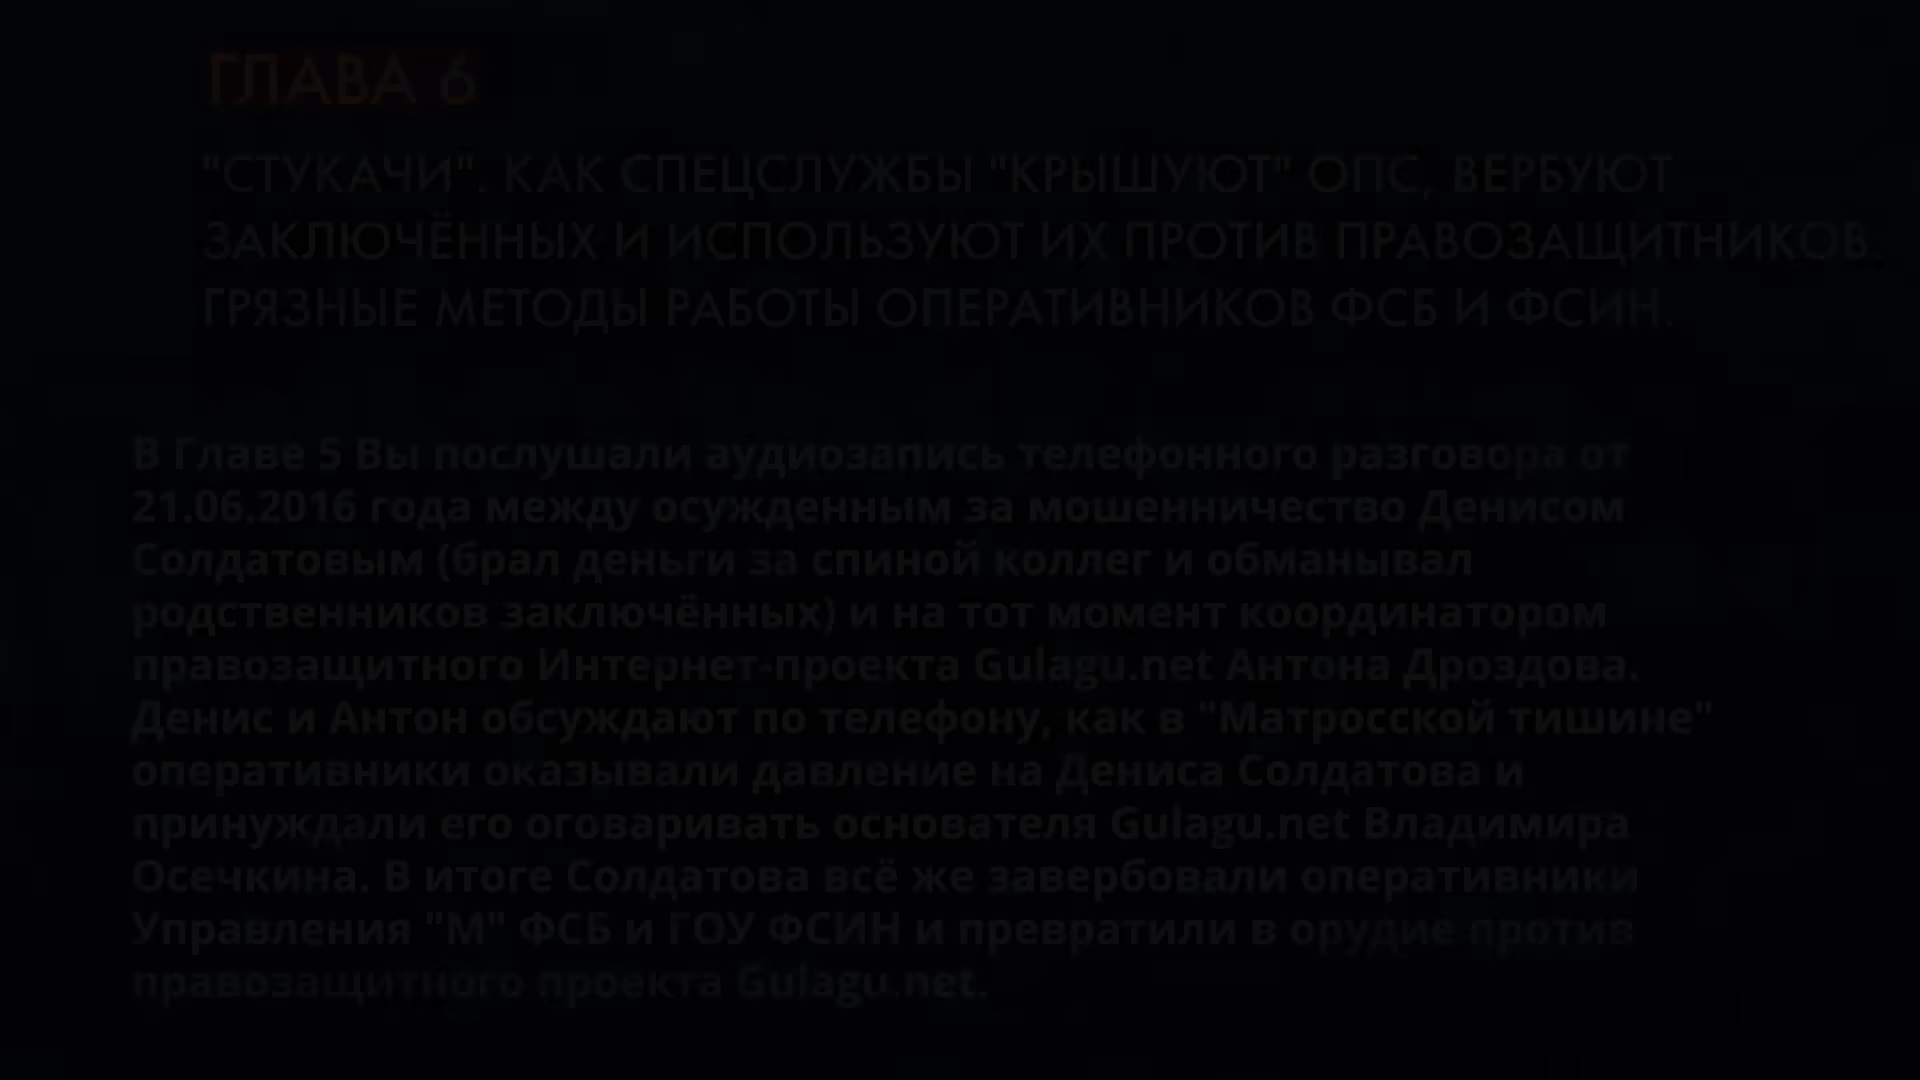 ГЛАВА 6
"СТУКАЧИ". КАК СПЕЦСЛУЖБЫ "КРЫШУЮТ" ОПС, ВЕРБУЮТ
ЗАКЛЮЧЁННЫХ И ИСПОЛЬЗУЮТ ИХ ПРОТИВ ПРАВОЗАЩИТНИКОВ.
ГРЯЗНЫЕ МЕТОДЫ РАБОТЫ ОПЕРАТИВНИКОВ ФСБ И ФСИН.
В Главе 5 Вы послушали аудиозапись телефонного разговора от
21.06.2016 года между осужденным за мошенничество Денисом
Солдатовым (брал деньги за спиной коллег и обманывал
родственников заключённых) и на тот момент координатором
правозащитного Интернет-проекта Gulagu.net Антона Дроздова.
Денис и Антон обсуждают по телефону, как в "Матросской тишине"
оперативники оказывали давление на Дениса Солдатова и
принуждали его оговаривать основателя Gulagu.net Владимира
Осечкина. В итоге Солдатова всё же завербовали оперативники
Управления "М" ФСБ и ГОУ ФСИН и превратили в орудие против
правозащитного проекта Gulagu.net.